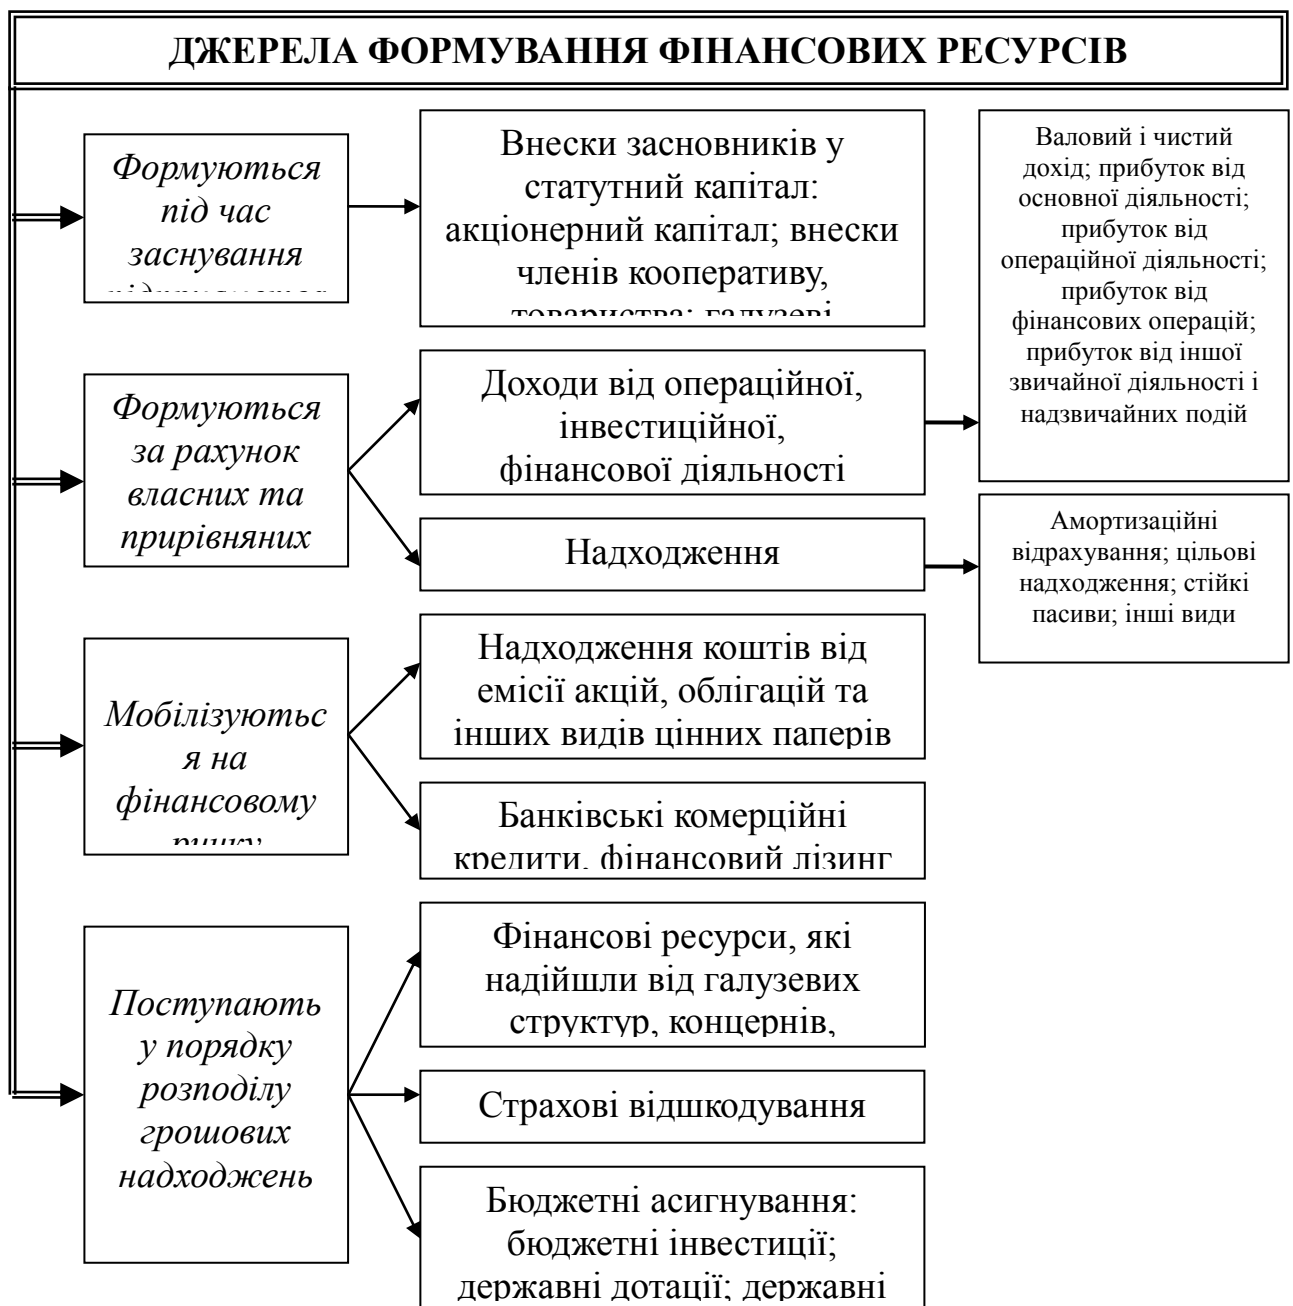 ДЖЕРЕЛА ФОРМУВАННЯ ФІНАНСОВИХ РЕСУРСІВ
Формуються
під час
заснування
Внески засновників у
статутний капітал:
акціонерний капітал; внески
членів кооперативу,
товариства; галузеві
Валовий і чистий
дохід; прибуток від
основної діяльності;
прибуток від
операційної діяльності;
прибуток від
фінансових операцій;
прибуток від іншої
звичайної діяльності і
надзвичайних подій
Формуються
за рахунок
власних та
прирівняних
Доходи від операційної,
інвестиційної,
фінансової діяльності
Надходження
Амортизаційні
відрахування; цільові
надходження; стійкі
пасиви; інші види
Мобілізуютьс
я на
фінансовому
ринку
Надходження коштів від
емісії акцій, облігацій та
інших видів цінних паперів
Банківські комерційні
кредити, фінансовий лізинг
Поступають
у порядку
розподілу
грошових
надходжень
Фінансові ресурси, які
надійшли від галузевих
структур, концернів,
Страхові відшкодування
Бюджетні асигнування:
бюджетні інвестиції;
державні дотації; державні